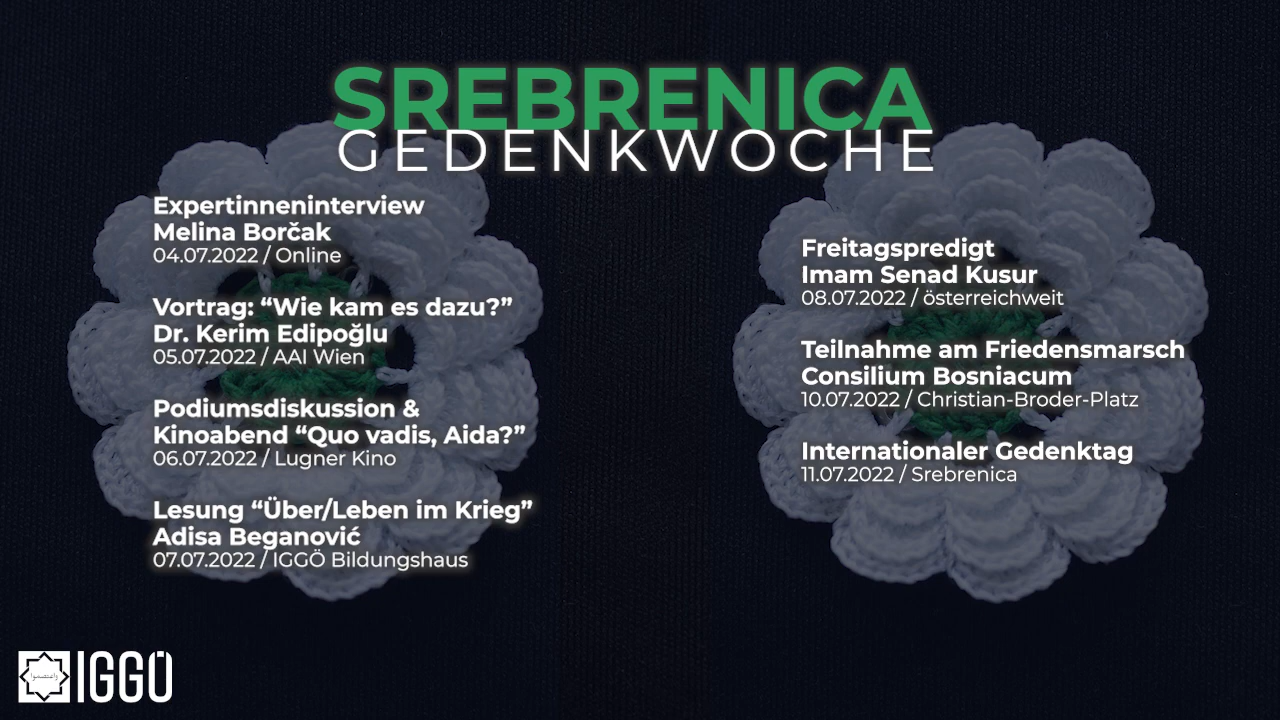 SREBRENICA
GEDENKWOCHE
Expertinneninterview
Melina Borčak
04.07.2022 / Online
Vortrag: “Wie kam es dazu?”
Dr. Kerim Edipoğlu
05.07.2022 / AAI Wien
Podiumsdiskussion &
Kinoabend “Quo vadis, Aida?”
06.07.2022 / Lugner Kino
Lesung “Über/Leben im Krieg”
Adisa Beganović
07.07.2022 / IGGÖ Bildungshaus
Freitagspredigt
Imam Senad Kusur
08.07.2022 / österreichweit
Teilnahme am Friedensmarsch
Consilium Bosniacum
10.07.2022 / Christian-Broder-Platz
Internationaler Gedenktag
11.07.2022 / Srebrenica
IGGÖ